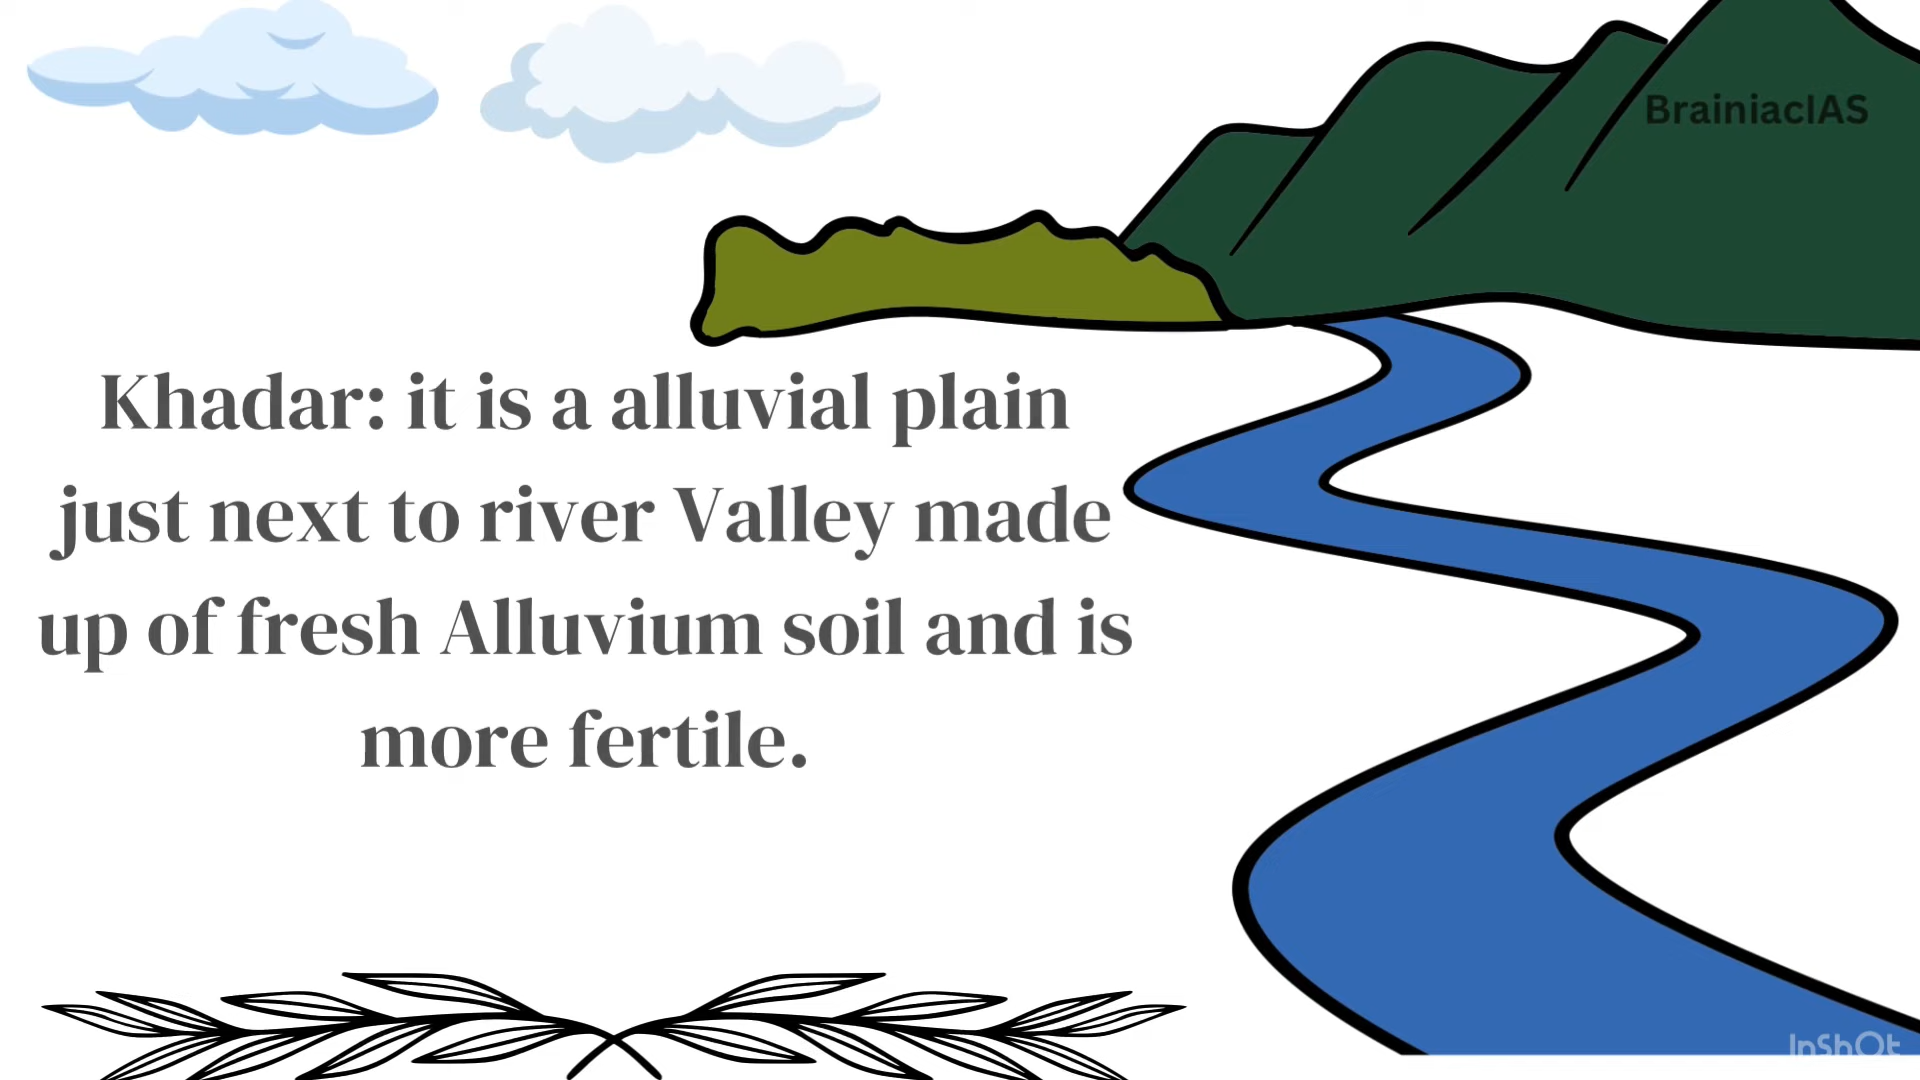 BrainiacIAS
Khadar: it is a alluvial plain
just next to river Valley made
up of fresh Alluvium soil and is
more fertile.
InShOt